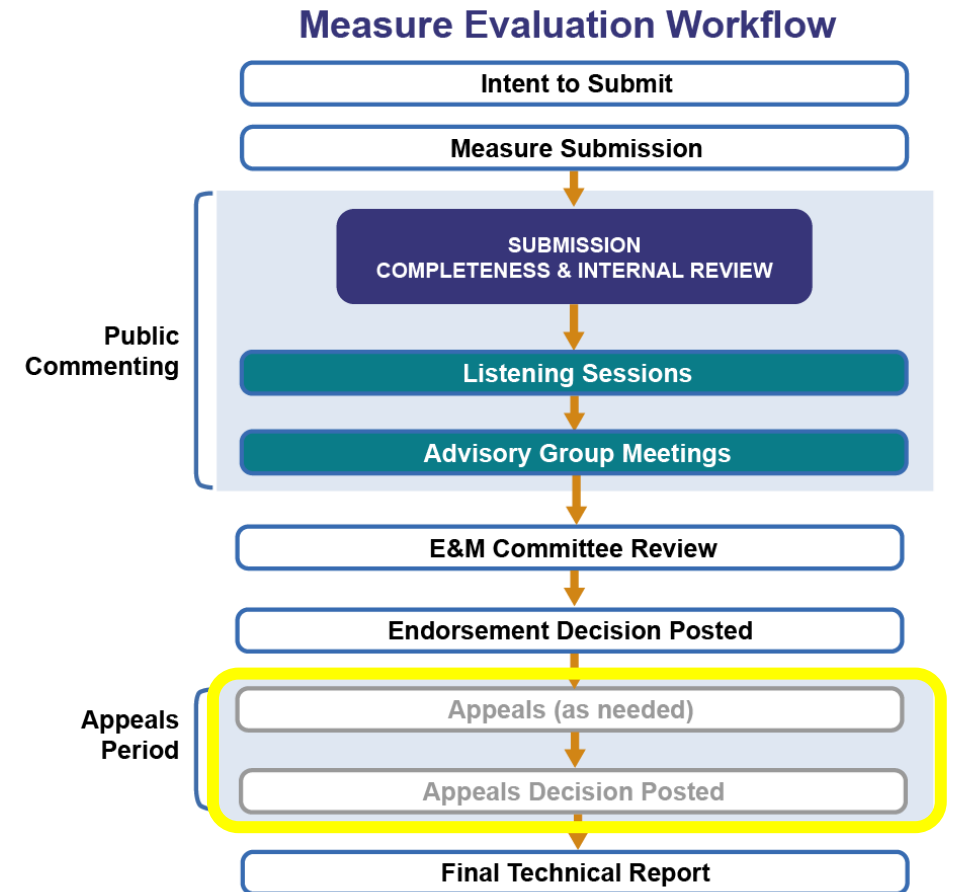 Measure Evaluation Workflow
Intent to Submit
Measure Submission
SUBMISSION
COMPLETENESS & INTERNAL REVIEW
Public
Commenting
Listening Sessions
Advisory Group Meetings
E&M Committee Review
Endorsement Decision Posted
Appeals
Period
Appeals (as needed)
Appeals Decision Posted
Final Technical Report